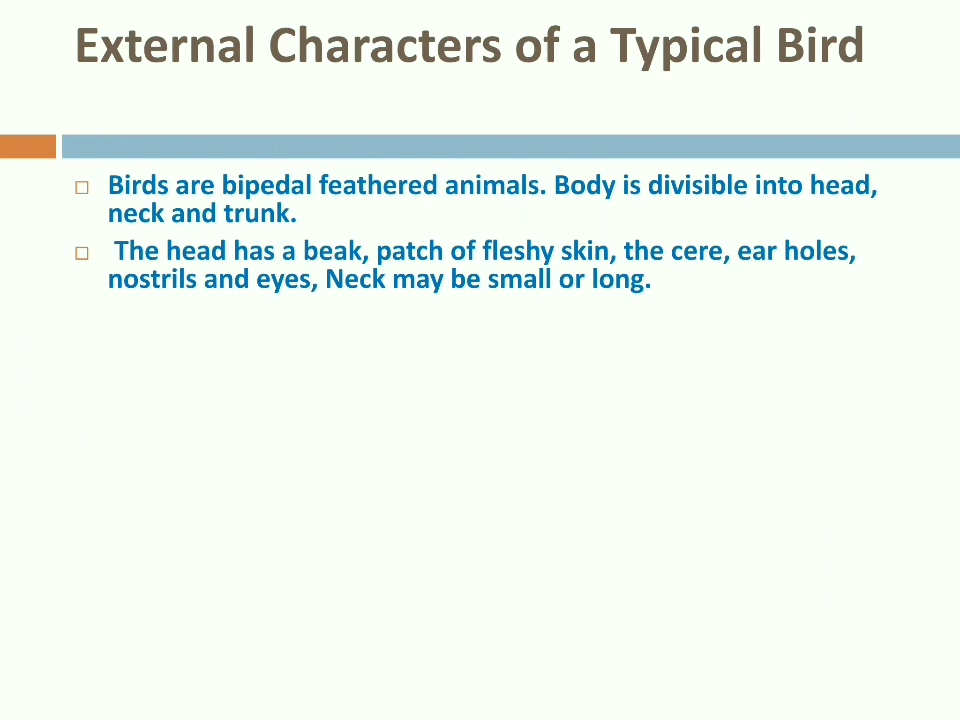 External Characters of a Typical Bird
Birds are bipedal feathered animals. Body is divisible into head,
neck and trunk.
The head has a beak, patch of fleshy skin, the cere, ear holes,
nostrils and eyes, Neck may be small or long.